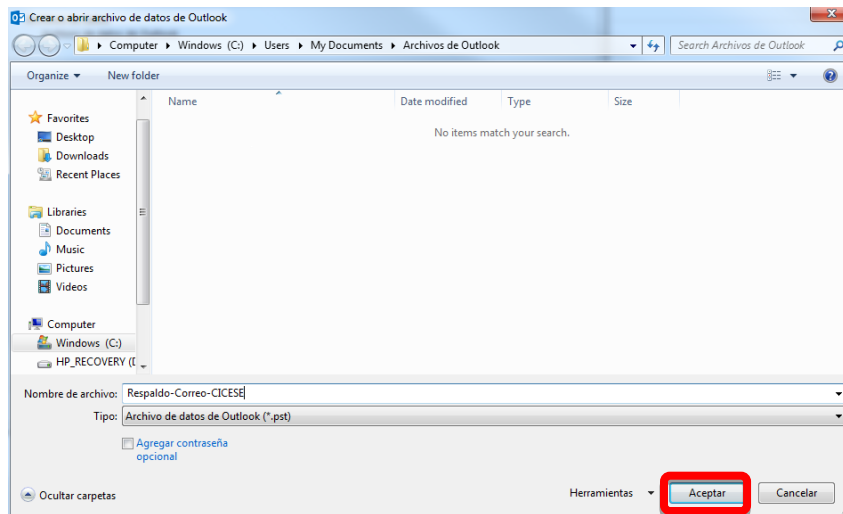 Crear o abrir archivo de datos de Outlook
Computer Windows (C:) Users My Documents Archivos de Outlook Search Archivos de Outlook
Organize New folder
Name Date modified Type Size
No items match your search.
Favorites
Desktop
Downloads
Recent Places
Libraries
Documents
Music
Pictures
Videos
Computer
Windows (C:)
HP_RECOVERY (D
Nombre de archivo: Respaldo-Correo-CICESE
Tipo: Archivo de datos de Outlook (*.pst)
Agregar contraseña
opcional
Ocultar carpetas Herramientas Aceptar Cancelar